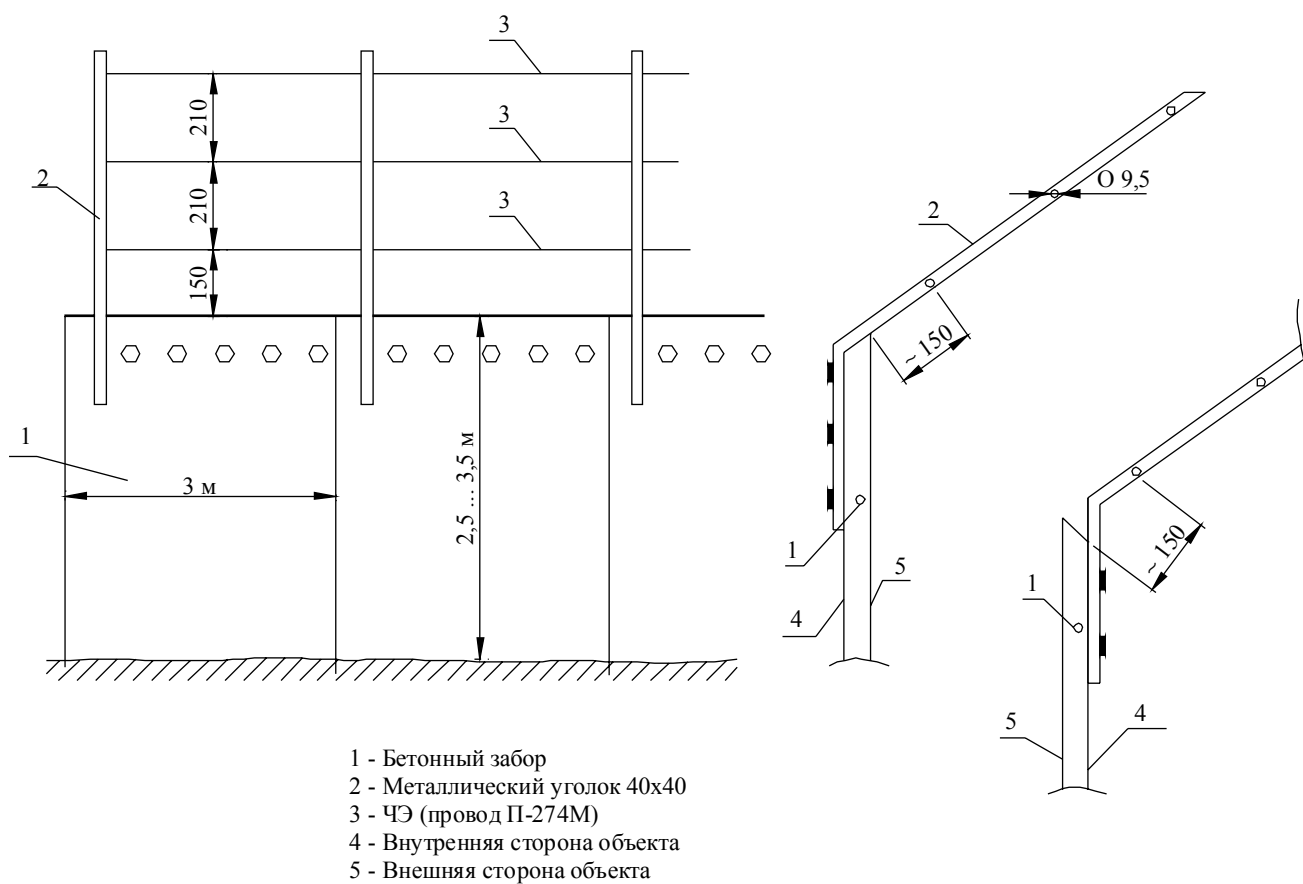 3
3
3
2
210
210
150
1
3 м
2,5 ... 3,5 м
2
О 9,5
~ 150
1
5
4
~ 150
1
5
4
1 - Бетонный забор
2 - Металлический уголок 40х40
3 - ЧЭ (провод П-274М)
4 - Внутренняя сторона объекта
5 - Внешняя сторона объекта